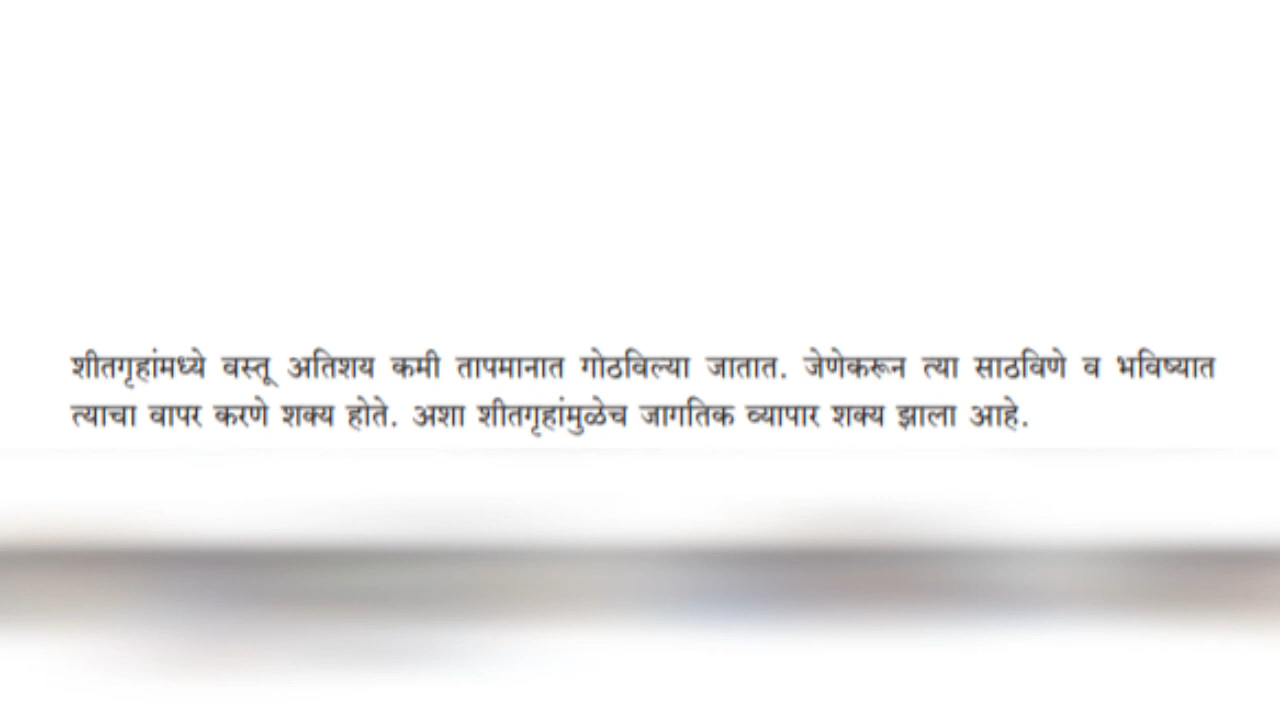 शीतगृहांमध्ये वस्तू अतिशय कमी तापमानात गोठविल्या जातात. जेणेकरून त्या साठविणे व भविष्यात
त्याचा वापर करणे शक्य होते. अशा शीतगृहांमुळेच जागतिक व्यापार शक्य झाला आहे.